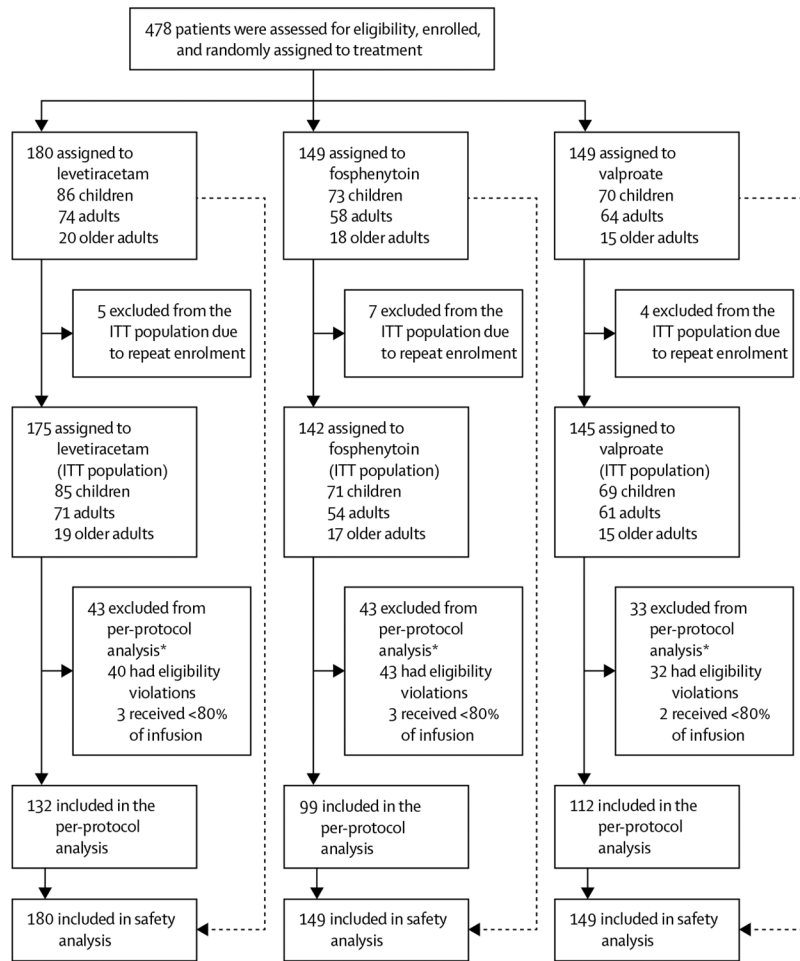 478 patients were assessed for eligibility, enrolled,
and randomly assigned to treatment
180 assigned to
levetiracetam
86 children
74 adults
20 older adults
149 assigned to
fosphenytoin
73 children
58 adults
18 older adults
149 assigned to
valproate
70 children
64 adults
15 older adults
5 excluded from the
ITT population due
to repeat enrolment
7 excluded from the
ITT population due
to repeat enrolment
4 excluded from the
ITT population due
to repeat enrolment
175 assigned to
levetiracetam
(ITT population)
85 children
71 adults
19 older adults
142 assigned to
fosphenytoin
(ITT population)
71 children
54 adults
17 older adults
145 assigned to
valproate
(ITT population)
69 children
61 adults
15 older adults
43 excluded from
per-protocol
analysis*
40 had eligibility
violations
3 received <80%
of infusion
43 excluded from
per-protocol
analysis*
43 had eligibility
violations
3 received <80%
of infusion
33 excluded from
per-protocol
analysis*
32 had eligibility
violations
2 received <80%
of infusion
132 included in the
per-protocol
analysis
99 included in the
per-protocol
analysis
112 included in the
per-protocol
analysis
180 included in safety
analysis
149 included in safety
analysis
149 included in safety
analysis